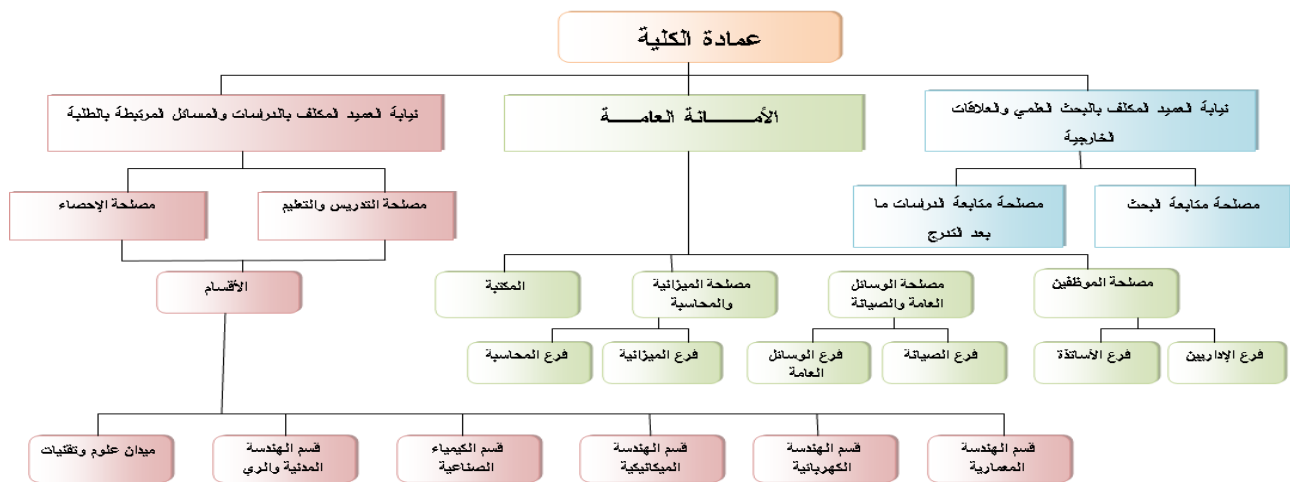 عمادة الكلية
نيابة العميد المكلف بالبحث العلمي والعلاقات
الخارجية
الأمـــــــانة العامـــــة
نيابة العميد المكلف بالدراسات والمسائل المرتبطة بالطلبة
مصلحة متابعة البحث
مصلحة متابعة الدراسات ما
بعد التدرج
مصلحة التدريس والتعليم
مصلحة الإحصاء
مصلحة الموظفين
مصلحة الوسائل
العامة والصيانة
مصلحة الميزانية
والمحاسبة
المكتبة
الأقسام
فرع الإداريين
فرع الأساتذة
فرع الصيانة
فرع الوسائل
العامة
فرع الميزانية
فرع المحاسبة
قسم الهندسة
المعمارية
قسم الهندسة
الكهربائية
قسم الهندسة
الميكانيكية
قسم الكيمياء
الصناعية
قسم الهندسة
المدنية والري
ميدان علوم وتقنيات